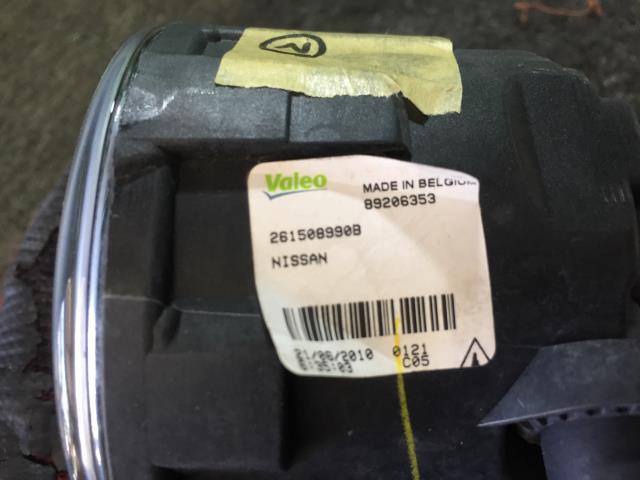 Valeo
MADE IN BELGIUM
89206353
261508990B
NISSAN
0121
C05